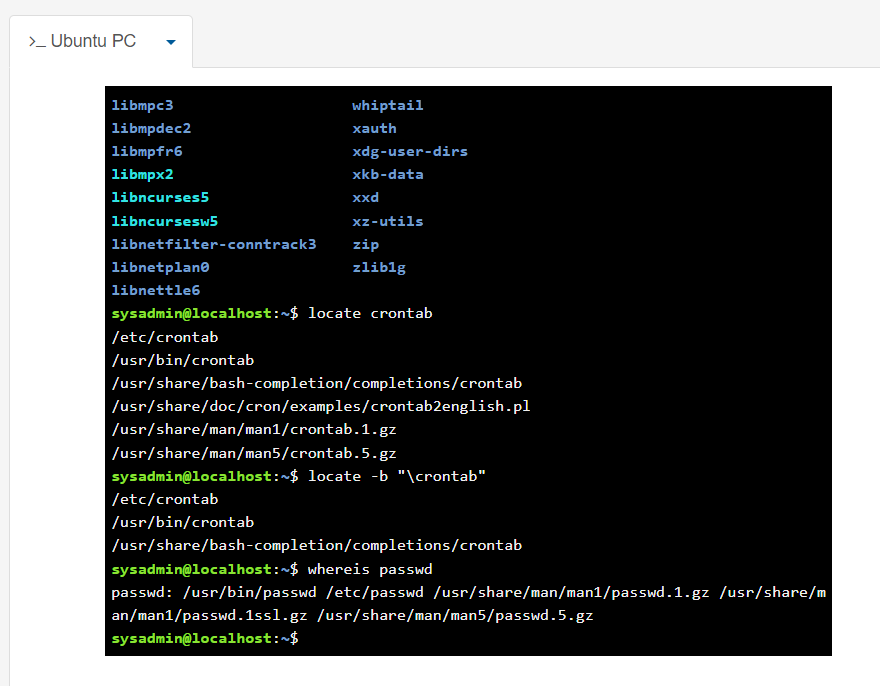 >_ Ubuntu PC
libmpc3 whiptail
libmpdec2 xauth
libmpfr6 xdg-user-dirs
libmpx2 xkb-data
libncurses5 xxd
libncursesw5 xz-utils
libnetfilter-conntrack3 zip
libnetplan0 zlib1g
libnettle6
sysadmin@localhost:~$ locate crontab
/etc/crontab
/usr/bin/crontab
/usr/share/bash-completion/completions/crontab
/usr/share/doc/cron/examples/crontab2english.pl
/usr/share/man/man1/crontab.1.gz
/usr/share/man/man5/crontab.5.gz
sysadmin@localhost:~$ locate -b "\crontab"
/etc/crontab
/usr/bin/crontab
/usr/share/bash-completion/completions/crontab
sysadmin@localhost:~$ whereis passwd
passwd: /usr/bin/passwd /etc/passwd /usr/share/man/man1/passwd.1.gz /usr/share/m
an/man1/passwd.1ssl.gz /usr/share/man/man5/passwd.5.gz
sysadmin@localhost:~$